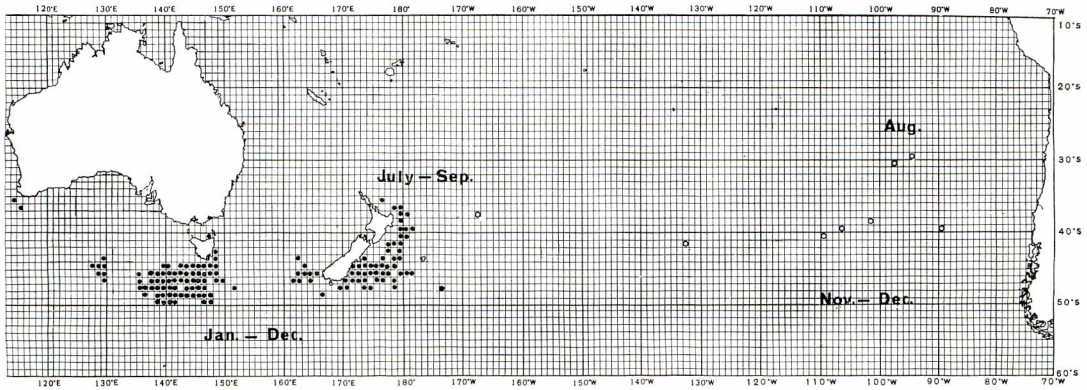 120°E 130° 140° 150°E 160°E 170°E 180° 170°W 160°W 150°W 140°W 130°W 120°W 110°W 100°W 90°W 80°W 70°W
10°S
20°S
Aug.
30°S
July – Sep.
40°S
Nov. – Dec.
50°S
Jan. – Dec.
60°S
120°E 130°E 140°E 150°E 160°E 170°E 180° 170°W 160°W 150°W 140°W 130°W 120°W 110°W 100°W 90°W 80°W 70°W